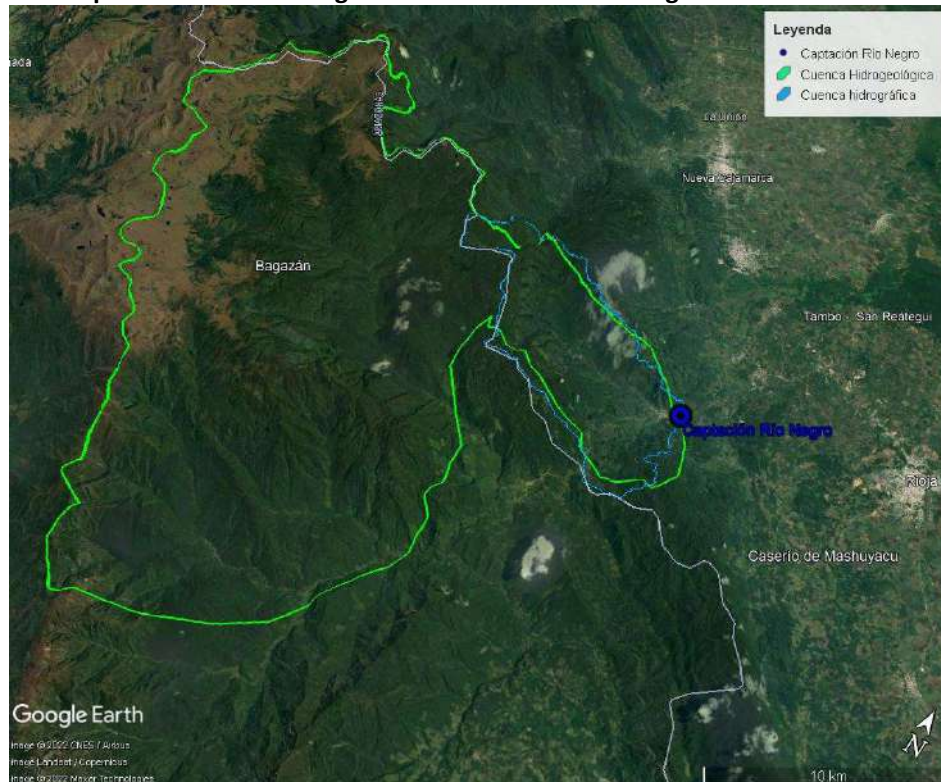 Leyenda
Captación Río Negro
Cuenca Hidrogeológica
Cuenca hidrográfica
La Unión
Nueva Cajamarca
Bagazán
Tambo - San Reátegui
Captación Río Negro
Rioja
Caserío de Mashuyacu
Google Earth
Image © 2022 CNES / Airbus
Image Landsat / Copernicus
Image © 2022 Maxar Technologies
N
10 km